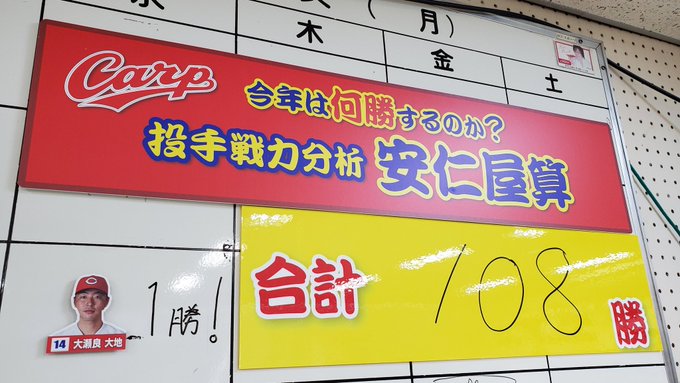 （月）
木
金
土
Carp
今年は何勝するのか？
投手戦力分析 安仁屋算
合計 108 勝
1勝！
14 大瀬良 大地